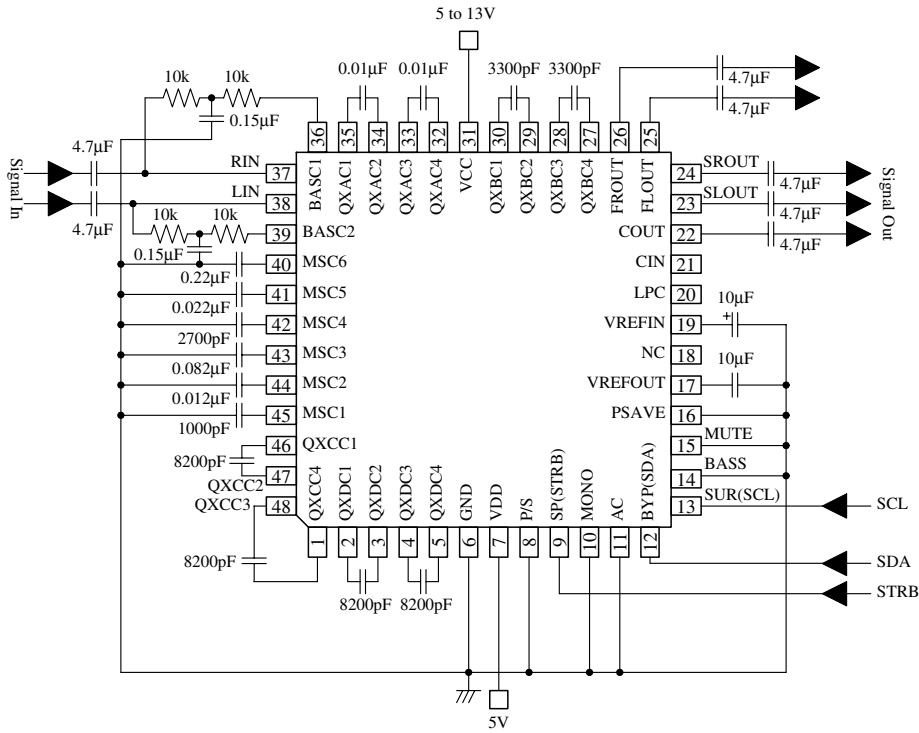 5 to 13V
10k
10k
0.15µF
0.01µF
0.01µF
3300pF
3300pF
4.7µF
4.7µF
36
35
34
33
32
31
30
29
28
27
26
25
BASC1
QXAC1
QXAC2
QXAC3
QXAC4
VCC
QXBC1
QXBC2
QXBC3
QXBC4
FROUT
FLOUT
Signal In
4.7µF
RIN
37
LIN
38
4.7µF
10k
10k
39
BASC2
0.15µF
40
MSC6
0.22µF
41
MSC5
0.022µF
42
MSC4
2700pF
43
MSC3
0.082µF
44
MSC2
0.012µF
45
MSC1
1000pF
46
QXCC1
8200pF
47
QXCC2
QXCC3
48
8200pF
SROUT
24
4.7µF
SLOUT
23
4.7µF
COUT
22
4.7µF
Signal Out
CIN
21
LPC
20
VREFIN
19
10µF
+
NC
18
VREFOUT
17
10µF
PSAVE
16
MUTE
15
BASS
14
SUR(SCL)
13
SCL
QXCC4
QXDC1
QXDC2
QXDC3
QXDC4
GND
VDD
P/S
SP(STRB)
MONO
AC
BYP(SDA)
1
2
3
4
5
6
7
8
9
10
11
12
SDA
STRB
8200pF
8200pF
5V